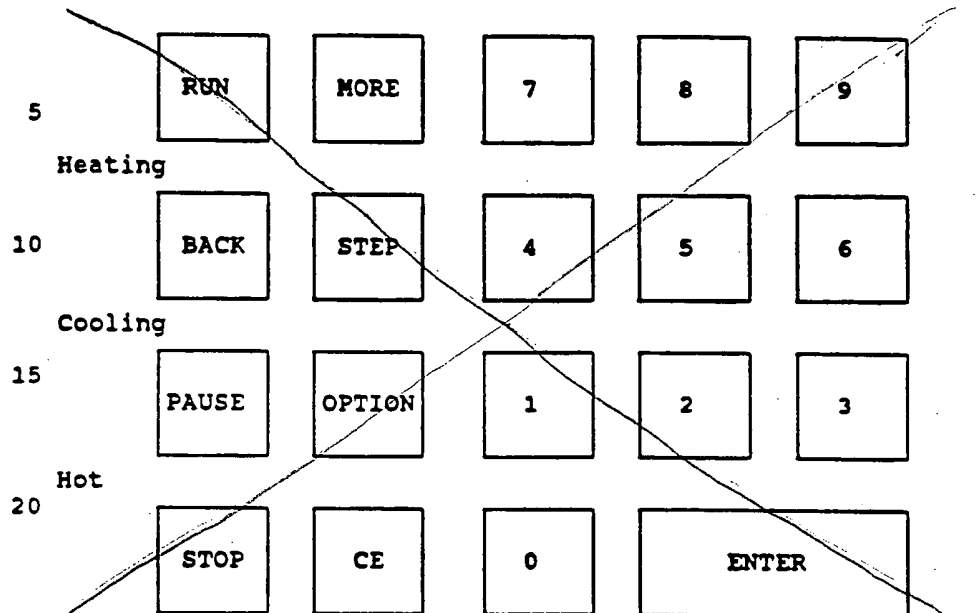 RUN MORE 7 8 9
5
Heating
10 BACK STEP 4 5 6
Cooling
15
PAUSE OPTION 1 2 3
Hot
20
STOP CE 0 ENTER